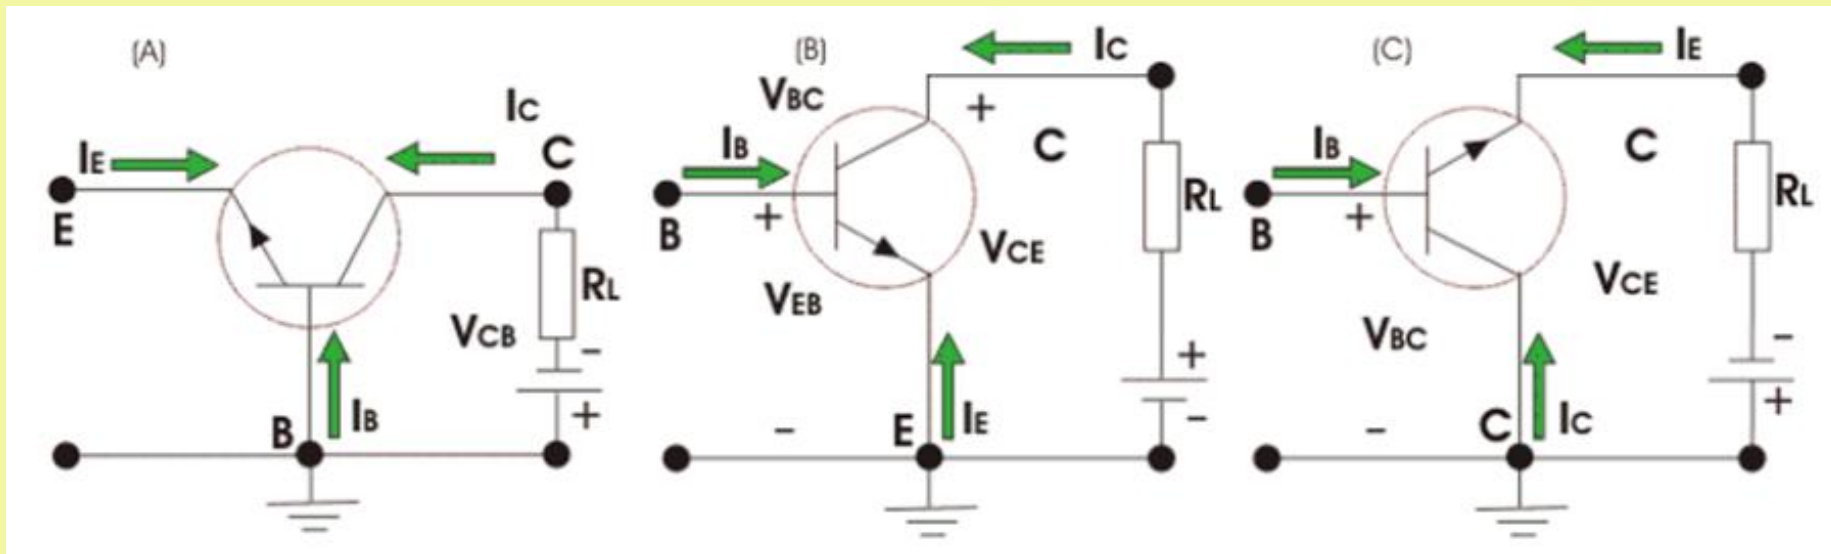 (A)
IC
IE
C
E
RL
VCB
-
+
B
IB
(B)
IC
VBC
+
IB
C
+
RL
B
VCE
VEB
+
-
-
E
IE
(C)
IE
IB
C
+
RL
B
VCE
VBC
-
+
-
C
IC